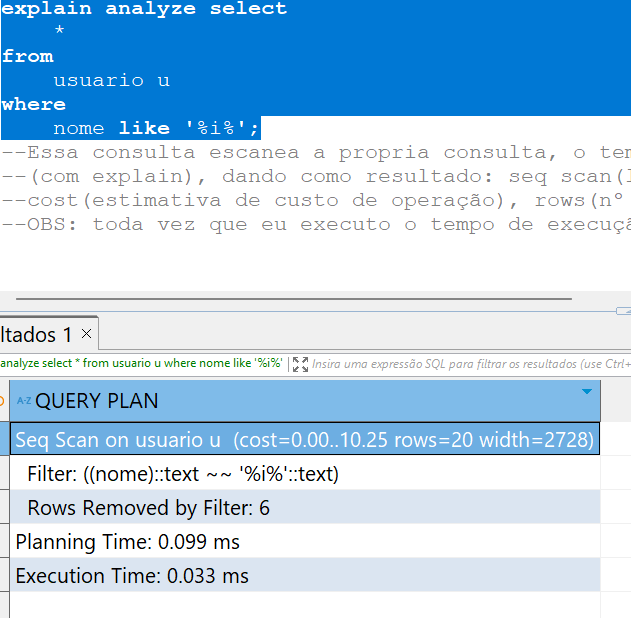 explain analyze select
*
from
usuario u
where
nome like '%i%';
--Essa consulta escanea a propria consulta, o
--(com explain), dando como resultado: seq
--cost(estimativa de custo de operação), rows(nº
--OBS: toda vez que eu executo o tempo de
ltados 1 ×
analyze select * from usuario u where nome like '%i%' Insira uma expressão SQL para filtrar os resultados (use Ctrl+
A-Z QUERY PLAN
Seq Scan on usuario u (cost=0.00..10.25 rows=20 width=2728)
Filter: ((nome)::text ~~ '%i%'::text)
Rows Removed by Filter: 6
Planning Time: 0.099 ms
Execution Time: 0.033 ms